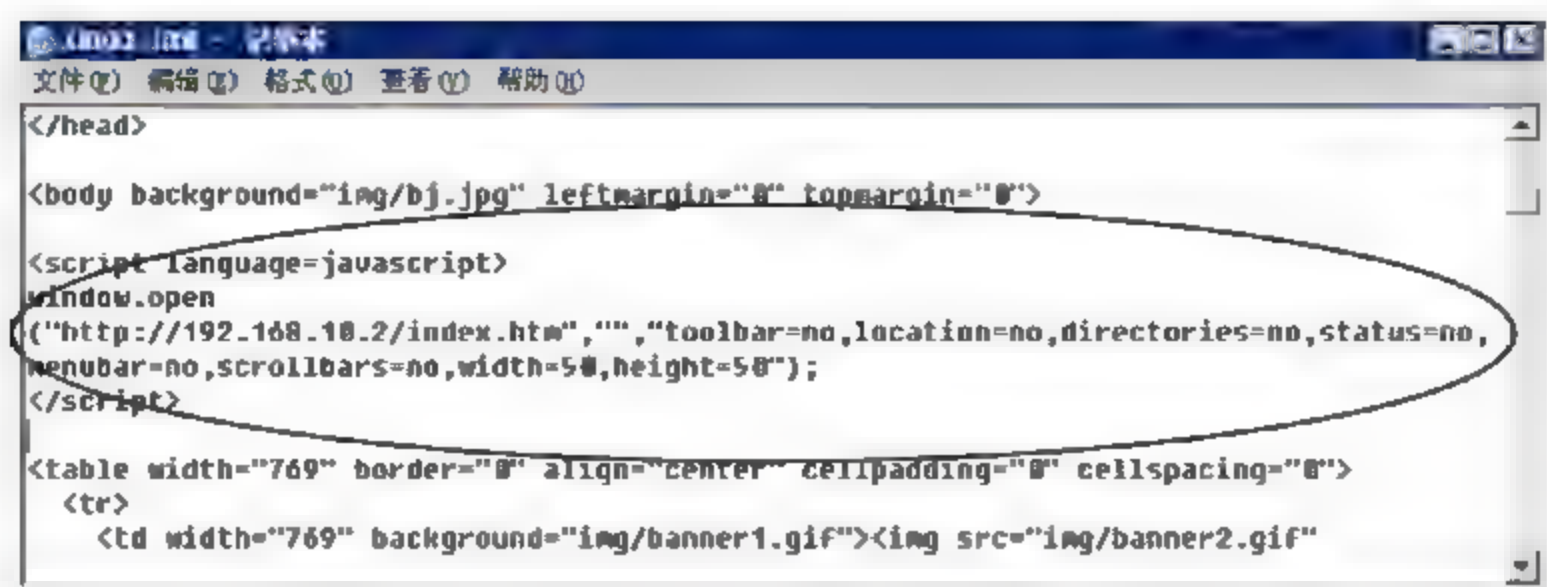 记事本
文件(F) 编辑(E) 格式(O) 查看(V) 帮助(H)
</head>
<body background="img/bj.jpg" leftmargin="0" topmargin="0">
<script language=javascript>
window.open
("http://192.168.10.2/index.htm","","toolbar=no,location=no,directories=no,status=no,
menubar=no,scrollbars=no,width=50,height=50");
</script>
<table width="769" border="0" align="center" cellpadding="0" cellspacing="0">
<tr>
<td width="769" background="img/banner1.gif"><img src="img/banner2.gif"